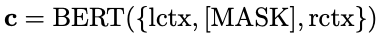 c = BERT({lctx, [MASK], rctx})